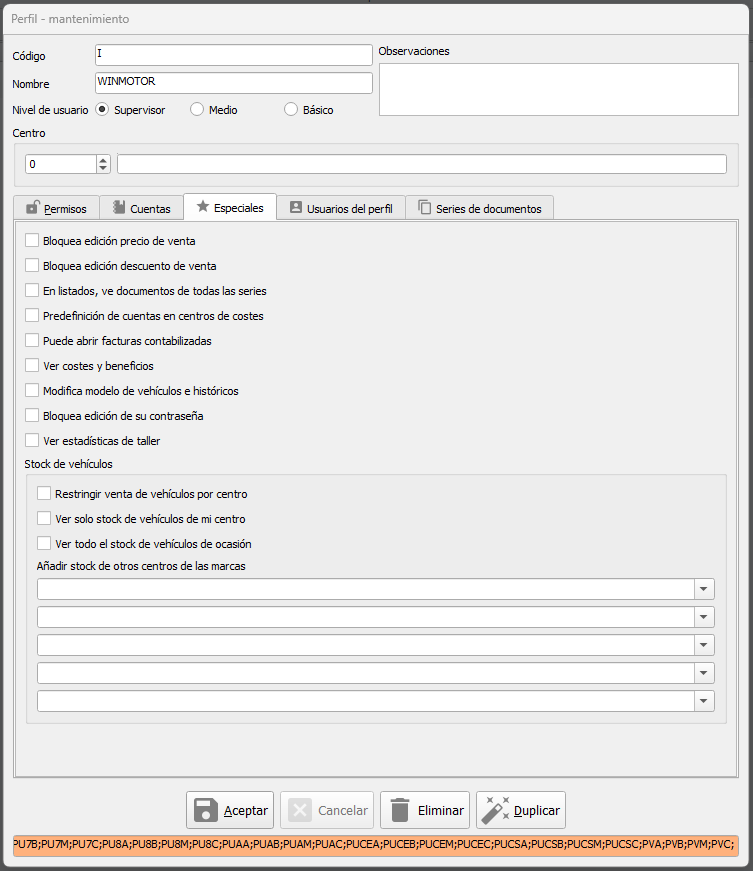 Perfil - mantenimiento
Código I
Observaciones
Nombre WINMOTOR
Nivel de usuario Supervisor Medio Básico
Centro
0
Permisos Cuentas Especiales Usuarios del perfil Series de documentos
Bloquea edición precio de venta
Bloquea edición descuento de venta
En listados, ve documentos de todas las series
Predefinición de cuentas en centros de costes
Puede abrir facturas contabilizadas
Ver costes y beneficios
Modifica modelo de vehículos e históricos
Bloquea edición de su contraseña
Ver estadísticas de taller
Stock de vehículos
Restringir venta de vehículos por centro
Ver solo stock de vehículos de mi centro
Ver todo el stock de vehículos de ocasión
Añadir stock de otros centros de las marcas
Aceptar Cancelar Eliminar Duplicar
PU7B;PU7M;PU7C;PU8A;PU8B;PU8M;PU8C;PUAA;PUAB;PUAM;PUAC;PUCEA;PUCEB;PUCEM;PUCEC;PUCSA;PUCSB;PUCSM;PUCSC;PVA;PVB;PVM;PVC;